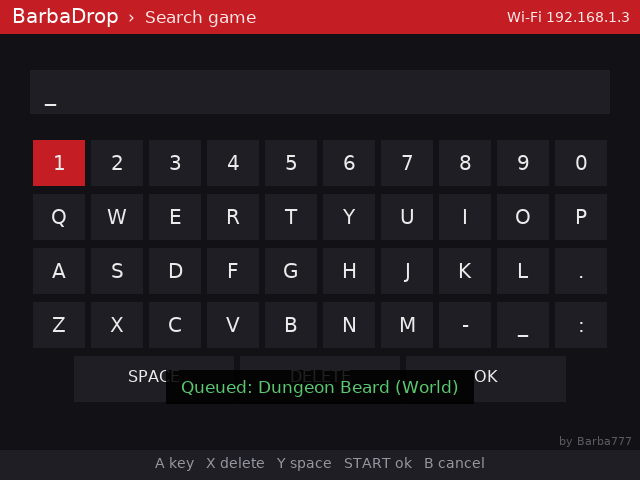 BarbaDrop › Search game Wi-Fi 192.168.1.3
_
1 2 3 4 5 6 7 8 9 0
Q W E R T Y U I O P
A S D F G H J K L .
Z X C V B N M - _ :
SPACE DELETE OK
Queued: Dungeon Beard (World)
by Barba777
A key X delete Y space START ok B cancel